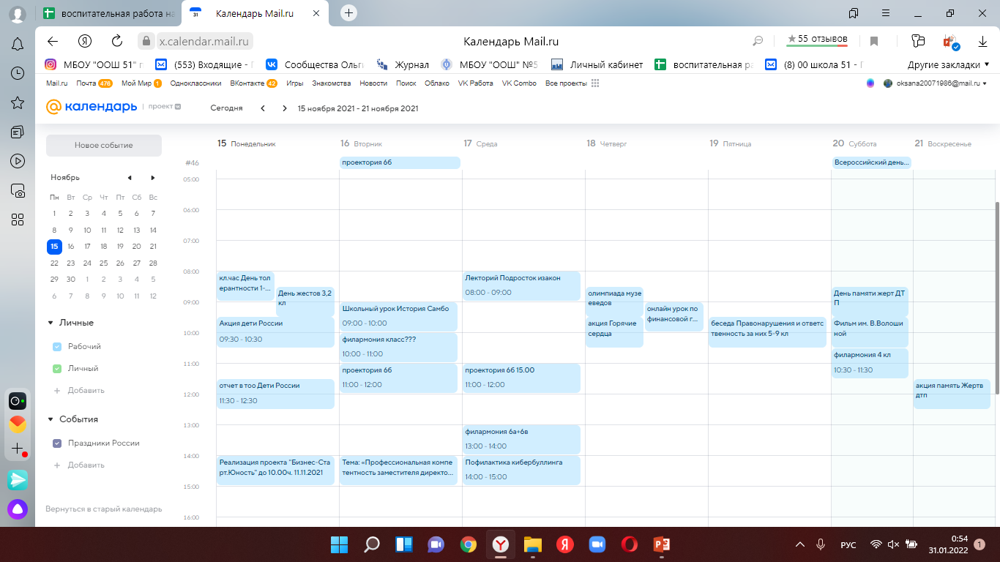 воспитательная работа на
31 Календарь Mail.ru
x.calendar.mail.ru
Календарь Mail.ru
55 отзывов
МБОУ "ООШ 51" г
(553) Входящие - Г
Сообщества Ольг
Журнал
МБОУ "ООШ" №5
Личный кабинет
воспитательная ра
(8) 00 школа 51 - Г
Другие закладки
Mail.ru Почта 476 Мой Мир 1 Одноклассники ВКонтакте 42 Игры Знакомства Новости Поиск Облако VK Работа VK Combo Все проекты
oksana20071986@mail.ru
календарь проект
Сегодня
15 ноября 2021 - 21 ноября 2021
Новое событие
Ноябрь
Пн Вт Ср Чт Пт Сб Вс
1 2 3 4 5 6 7
8 9 10 11 12 13 14
15 16 17 18 19 20 21
22 23 24 25 26 27 28
29 30 1 2 3 4 5
6 7 8 9 10 11 12
Личные
Рабочий
Личный
Добавить
События
Праздники России
Добавить
Вернуться в старый календарь
15 Понедельник 16 Вторник 17 Среда 18 Четверг 19 Пятница 20 Суббота 21 Воскресенье
#46
проектория 6б
Всероссийский день...
05:00
06:00
07:00
08:00
09:00
10:00
11:00
12:00
13:00
14:00
15:00
16:00
кл.час День тол
ерантности 1-...
День жестов 3,2
кл
Акция дети России
09:30 - 10:30
отчет в тоо Дети России
11:30 - 12:30
Реализация проекта "Бизнес-Ста
рт.Юность" до 10.00ч. 11.11.2021
Школьный урок История Самбо
09:00 - 10:00
филармония класс???
10:00 - 11:00
проектория 6б
11:00 - 12:00
Тема: «Профессиональная компе
тентность заместителя директо...
Лекторий Подросток изакон
08:00 - 09:00
проектория 6б 15.00
11:00 - 12:00
филармония 6а+6в
13:00 - 14:00
Пофилактика кибербуллинга
14:00 - 15:00
олимпиада музе
еведов
онлайн урок по
финансовой г...
акция Горячие
сердца
беседа Правонарушения и ответс
твенность за них 5-9 кл
День памяти жерт ДТ
П
Фильм им. В.Волоши
ной
филармония 4 кл
10:30 - 11:30
акция память Жертв
дтп
РУС
0:54
31.01.2022
1